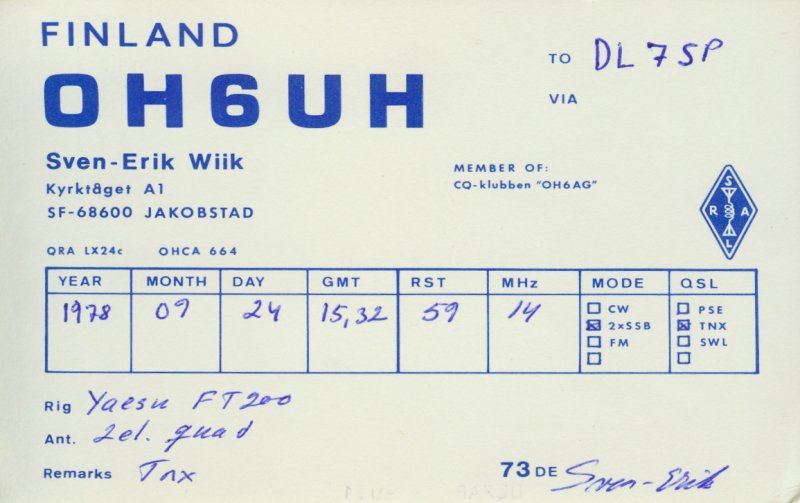 FINLAND
TO DL7SP
OH6UH
VIA
Sven-Erik Wiik
MEMBER OF:
Kyrktåget A1
CQ-klubben "OH6AG"
SF-68600 JAKOBSTAD
S
R A
L
QRA LX24c OHCA 664
YEAR MONTH DAY GMT RST MHz MODE QSL
1978 09 24 15,32 59 14
CW PSE
2×SSB TNX
FM SWL
Rig Yaesu FT200
Ant. 2el. quad
Remarks Tnx
73 DE Sven-Erik